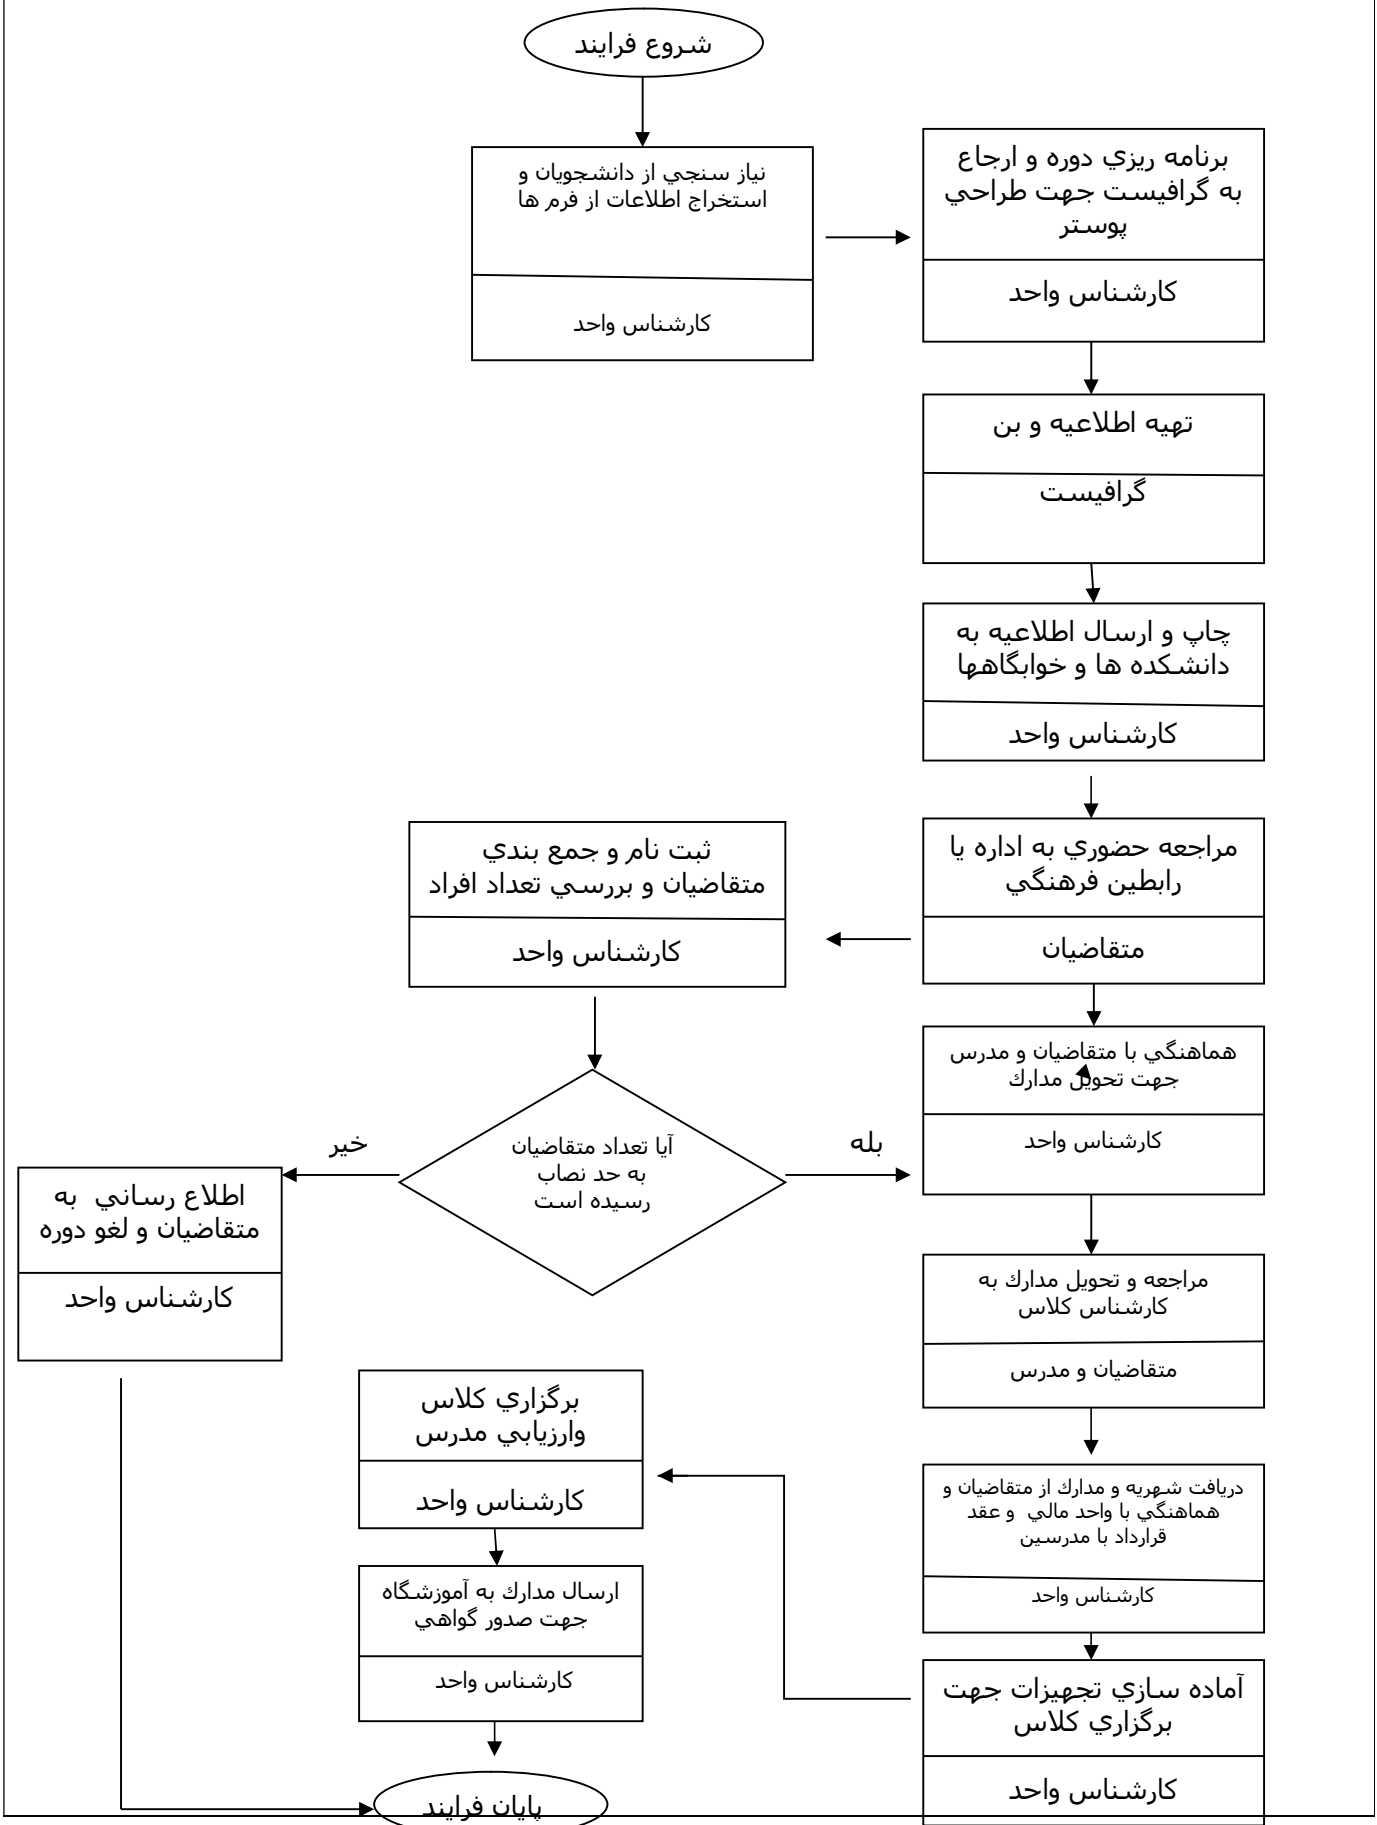 شروع فرايند
نياز سنجي از دانشجويان و
استخراج اطلاعات از فرم ها
كارشناس واحد
برنامه ريزي دوره و ارجاع
به گرافيست جهت طراحي
پوستر
كارشناس واحد
تهيه اطلاعيه و بن
گرافيست
چاپ و ارسال اطلاعيه به
دانشكده ها و خوابگاهها
كارشناس واحد
مراجعه حضوري به اداره يا
رابطين فرهنگي
متقاضيان
ثبت نام و جمع بندي
متقاضيان و بررسي تعداد افراد
كارشناس واحد
آيا تعداد متقاضيان
به حد نصاب
رسيده است
بله
خير
هماهنگي با متقاضيان و مدرس
جهت تحويل مدارك
كارشناس واحد
اطلاع رساني به
متقاضيان و لغو دوره
كارشناس واحد
مراجعه و تحويل مدارك به
كارشناس كلاس
متقاضيان و مدرس
دريافت شهريه و مدارك از متقاضيان و
هماهنگي با واحد مالي و عقد
قرارداد با مدرسين
كارشناس واحد
آماده سازي تجهيزات جهت
برگزاري كلاس
كارشناس واحد
برگزاري كلاس
وارزيابي مدرس
كارشناس واحد
ارسال مدارك به آموزشگاه
جهت صدور گواهي
كارشناس واحد
پايان فرايند